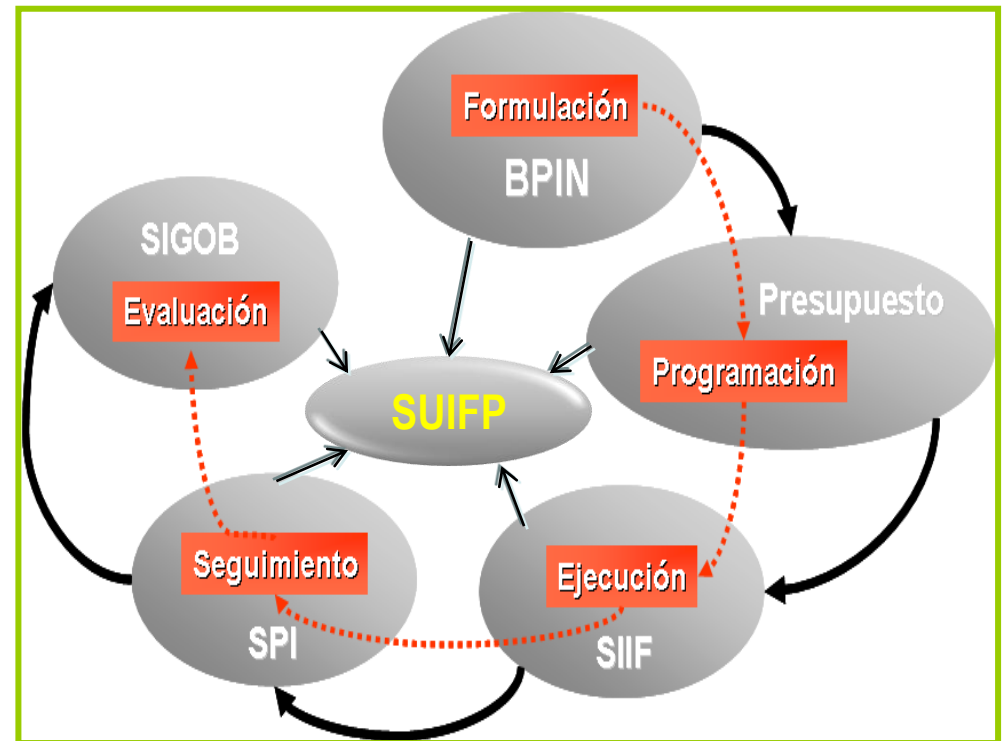 Formulación
BPIN
SIGOB
Evaluación
Presupuesto
Programación
SUIFP
Seguimiento
SPI
Ejecución
SIIF